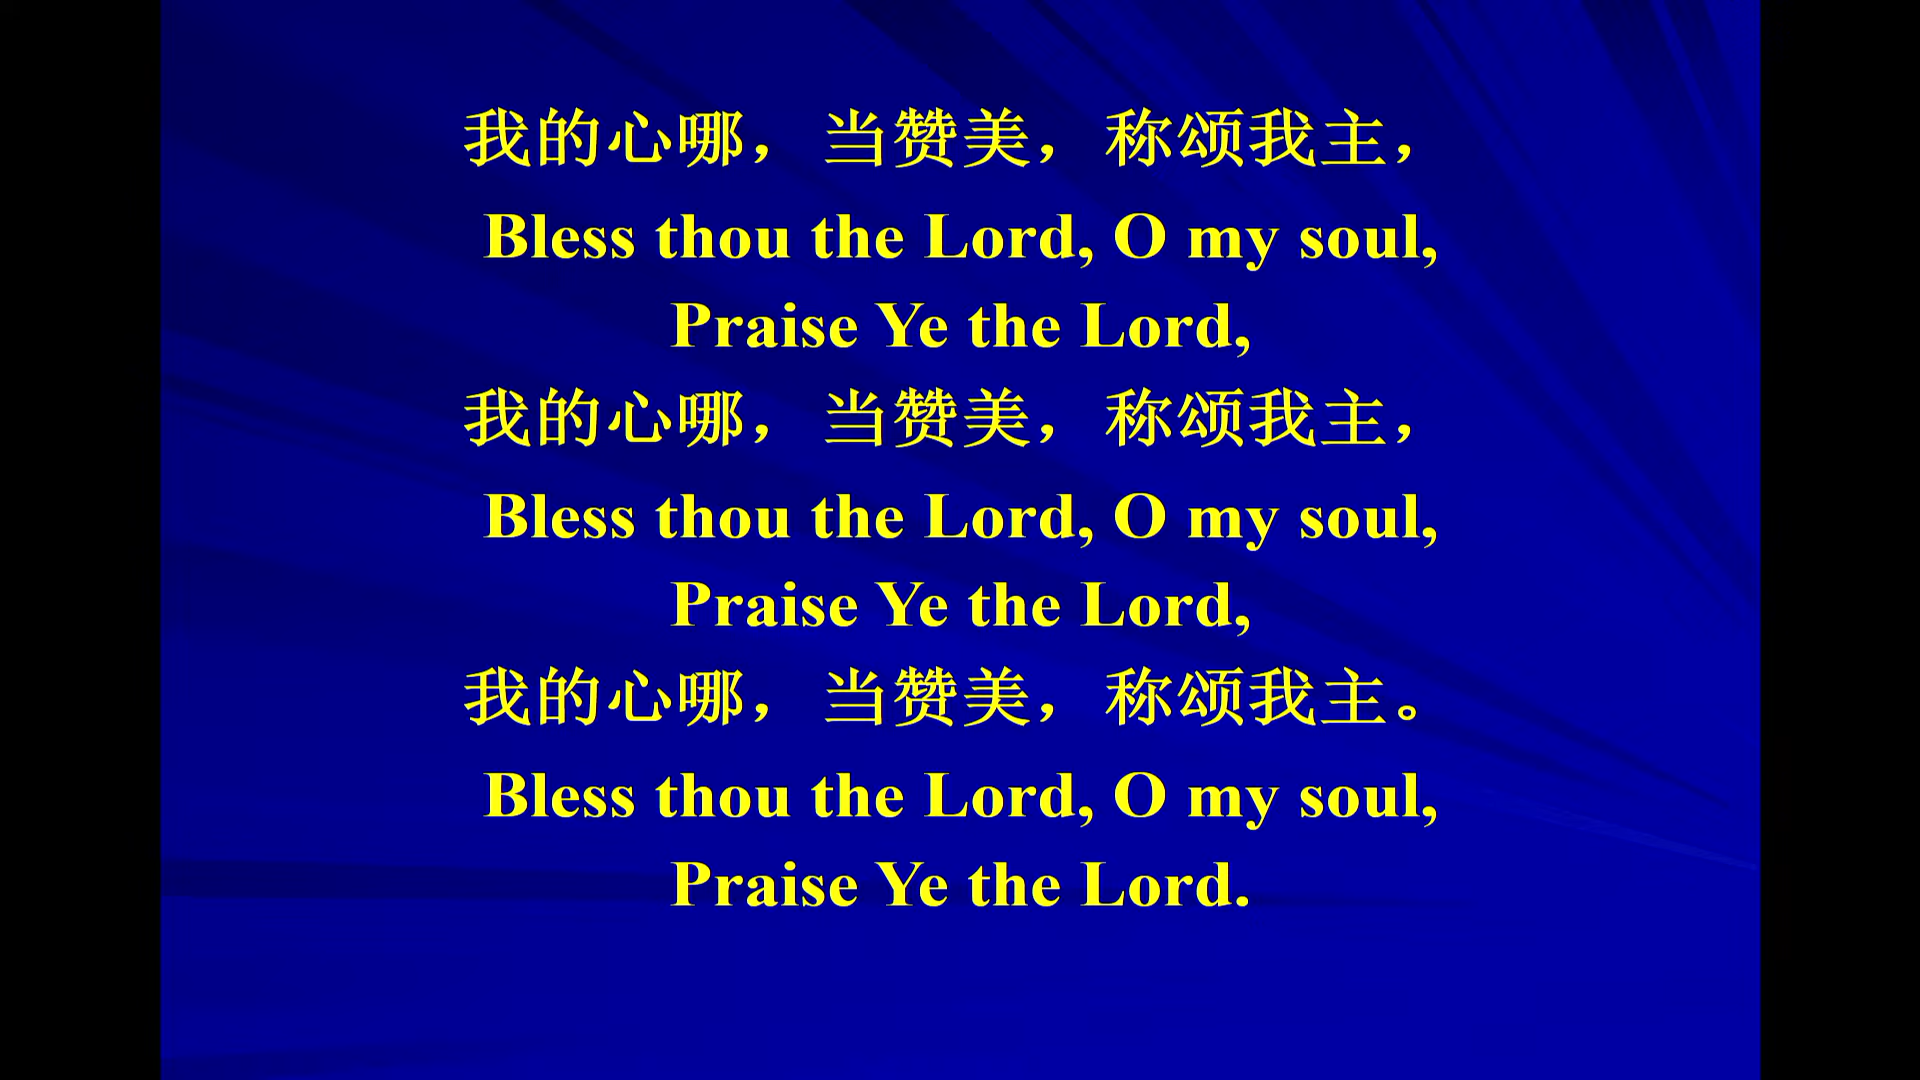 我的心哪，当赞美，称颂我主，
Bless thou the Lord, O my soul,
Praise Ye the Lord,
我的心哪，当赞美，称颂我主，
Bless thou the Lord, O my soul,
Praise Ye the Lord,
我的心哪，当赞美，称颂我主。
Bless thou the Lord, O my soul,
Praise Ye the Lord.